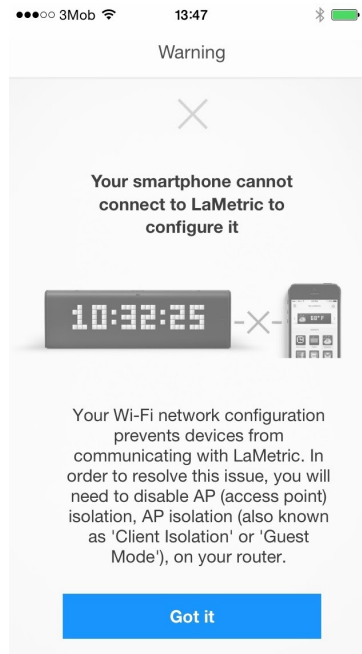 3Mob 13:47
Warning
Your smartphone cannot
connect to LaMetric to
configure it
10:32:25
Your Wi-Fi network configuration
prevents devices from
communicating with LaMetric. In
order to resolve this issue, you will
need to disable AP (access point)
isolation, AP isolation (also known
as 'Client Isolation' or 'Guest
Mode'), on your router.
Got it